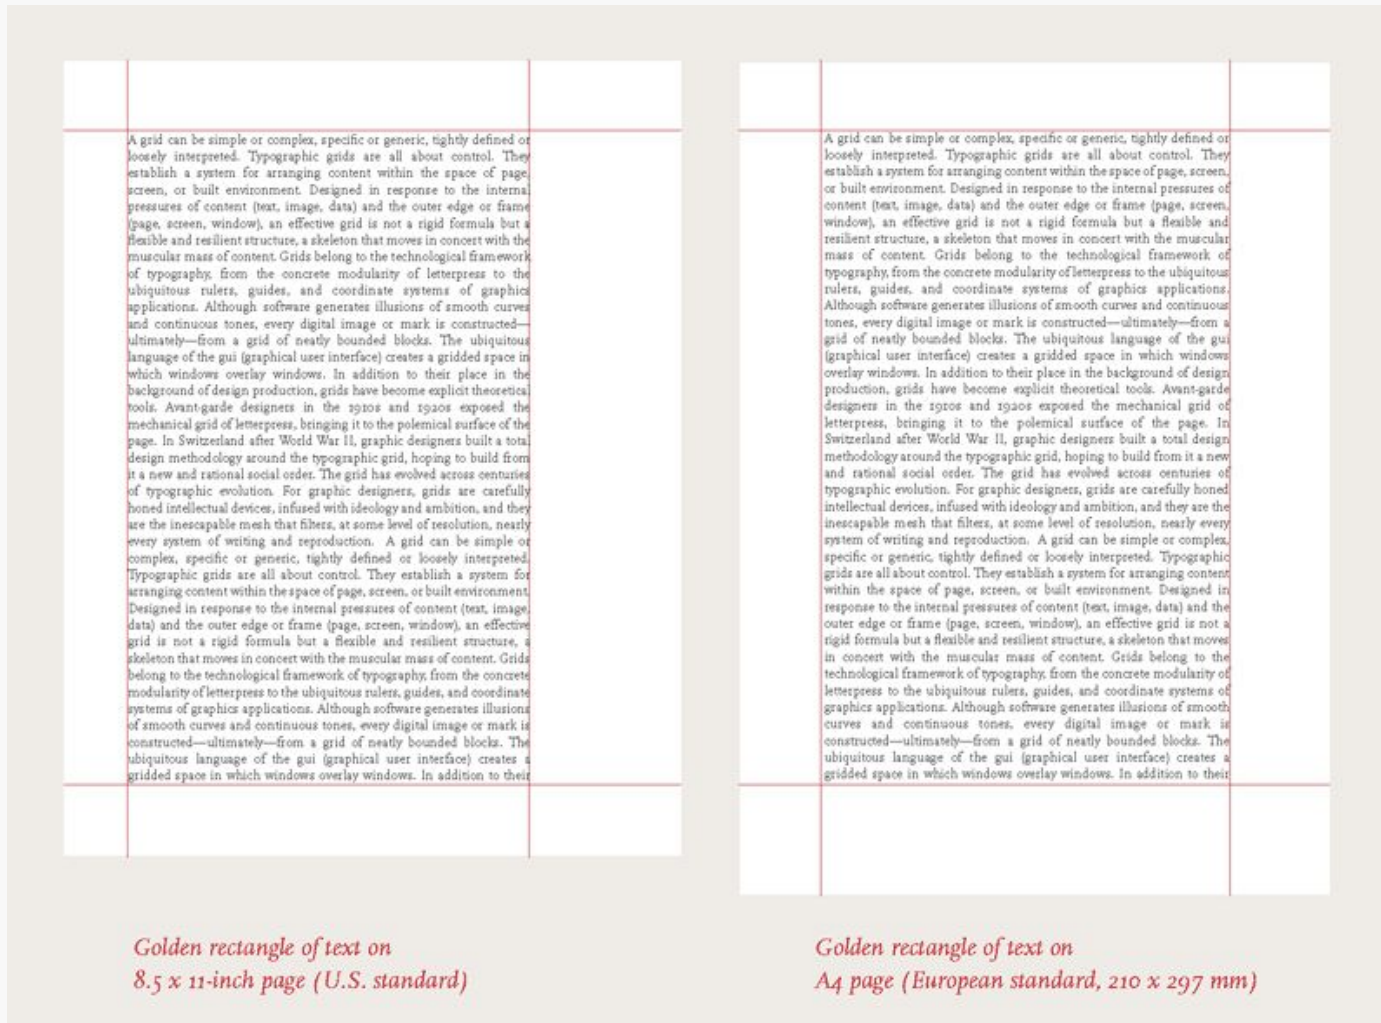 A grid can be simple or complex, specific or generic, tightly defined or
loosely interpreted. Typographic grids are all about control. They
establish a system for arranging content within the space of page,
screen, or built environment. Designed in response to the internal
pressures of content (text, image, data) and the outer edge or frame
(page, screen, window), an effective grid is not a rigid formula but a
flexible and resilient structure, a skeleton that moves in concert with the
muscular mass of content. Grids belong to the technological framework
of typography, from the concrete modularity of letterpress to the
ubiquitous rulers, guides, and coordinate systems of graphics
applications. Although software generates illusions of smooth curves
and continuous tones, every digital image or mark is constructed—
ultimately—from a grid of neatly bounded blocks. The ubiquitous
language of the gui (graphical user interface) creates a gridded space in
which windows overlay windows. In addition to their place in the
background of design production, grids have become explicit theoretical
tools. Avant-garde designers in the 1910s and 1920s exposed the
mechanical grid of letterpress, bringing it to the polemical surface of the
page. In Switzerland after World War II, graphic designers built a total
design methodology around the typographic grid, hoping to build from
it a new and rational social order. The grid has evolved across centuries
of typographic evolution. For graphic designers, grids are carefully
honed intellectual devices, infused with ideology and ambition, and they
are the inescapable mesh that filters, at some level of resolution, nearly
every system of writing and reproduction. A grid can be simple or
complex, specific or generic, tightly defined or loosely interpreted.
Typographic grids are all about control. They establish a system for
arranging content within the space of page, screen, or built environment.
Designed in response to the internal pressures of content (text, image,
data) and the outer edge or frame (page, screen, window), an effective
grid is not a rigid formula but a flexible and resilient structure, a
skeleton that moves in concert with the muscular mass of content. Grids
belong to the technological framework of typography, from the concrete
modularity of letterpress to the ubiquitous rulers, guides, and coordinate
systems of graphics applications. Although software generates illusions
of smooth curves and continuous tones, every digital image or mark is
constructed—ultimately—from a grid of neatly bounded blocks. The
ubiquitous language of the gui (graphical user interface) creates a
gridded space in which windows overlay windows. In addition to their
Golden rectangle of text on
8.5 x 11-inch page (U.S. standard)
A grid can be simple or complex, specific or generic, tightly defined or
loosely interpreted. Typographic grids are all about control. They
establish a system for arranging content within the space of page, screen,
or built environment. Designed in response to the internal pressures of
content (text, image, data) and the outer edge or frame (page, screen,
window), an effective grid is not a rigid formula but a flexible and
resilient structure, a skeleton that moves in concert with the muscular
mass of content. Grids belong to the technological framework of
typography, from the concrete modularity of letterpress to the ubiquitous
rulers, guides, and coordinate systems of graphics applications.
Although software generates illusions of smooth curves and continuous
tones, every digital image or mark is constructed—ultimately—from a
grid of neatly bounded blocks. The ubiquitous language of the gui
(graphical user interface) creates a gridded space in which windows
overlay windows. In addition to their place in the background of design
production, grids have become explicit theoretical tools. Avant-garde
designers in the 1910s and 1920s exposed the mechanical grid of
letterpress, bringing it to the polemical surface of the page. In
Switzerland after World War II, graphic designers built a total design
methodology around the typographic grid, hoping to build from it a new
and rational social order. The grid has evolved across centuries of
typographic evolution. For graphic designers, grids are carefully honed
intellectual devices, infused with ideology and ambition, and they are the
inescapable mesh that filters, at some level of resolution, nearly every
system of writing and reproduction. A grid can be simple or complex,
specific or generic, tightly defined or loosely interpreted. Typographic
grids are all about control. They establish a system for arranging content
within the space of page, screen, or built environment. Designed in
response to the internal pressures of content (text, image, data) and the
outer edge or frame (page, screen, window), an effective grid is not a
rigid formula but a flexible and resilient structure, a skeleton that moves
in concert with the muscular mass of content. Grids belong to the
technological framework of typography, from the concrete modularity of
letterpress to the ubiquitous rulers, guides, and coordinate systems of
graphics applications. Although software generates illusions of smooth
curves and continuous tones, every digital image or mark is
constructed—ultimately—from a grid of neatly bounded blocks. The
ubiquitous language of the gui (graphical user interface) creates a
gridded space in which windows overlay windows. In addition to their
Golden rectangle of text on
A4 page (European standard, 210 x 297 mm)